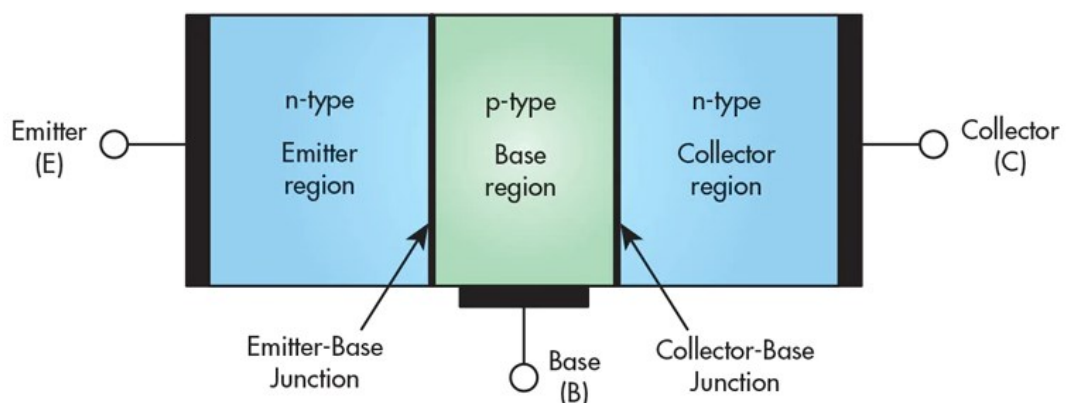 Emitter
(E)
n-type
Emitter
region
p-type
Base
region
n-type
Collector
region
Collector
(C)
Emitter-Base
Junction
Base
(B)
Collector-Base
Junction